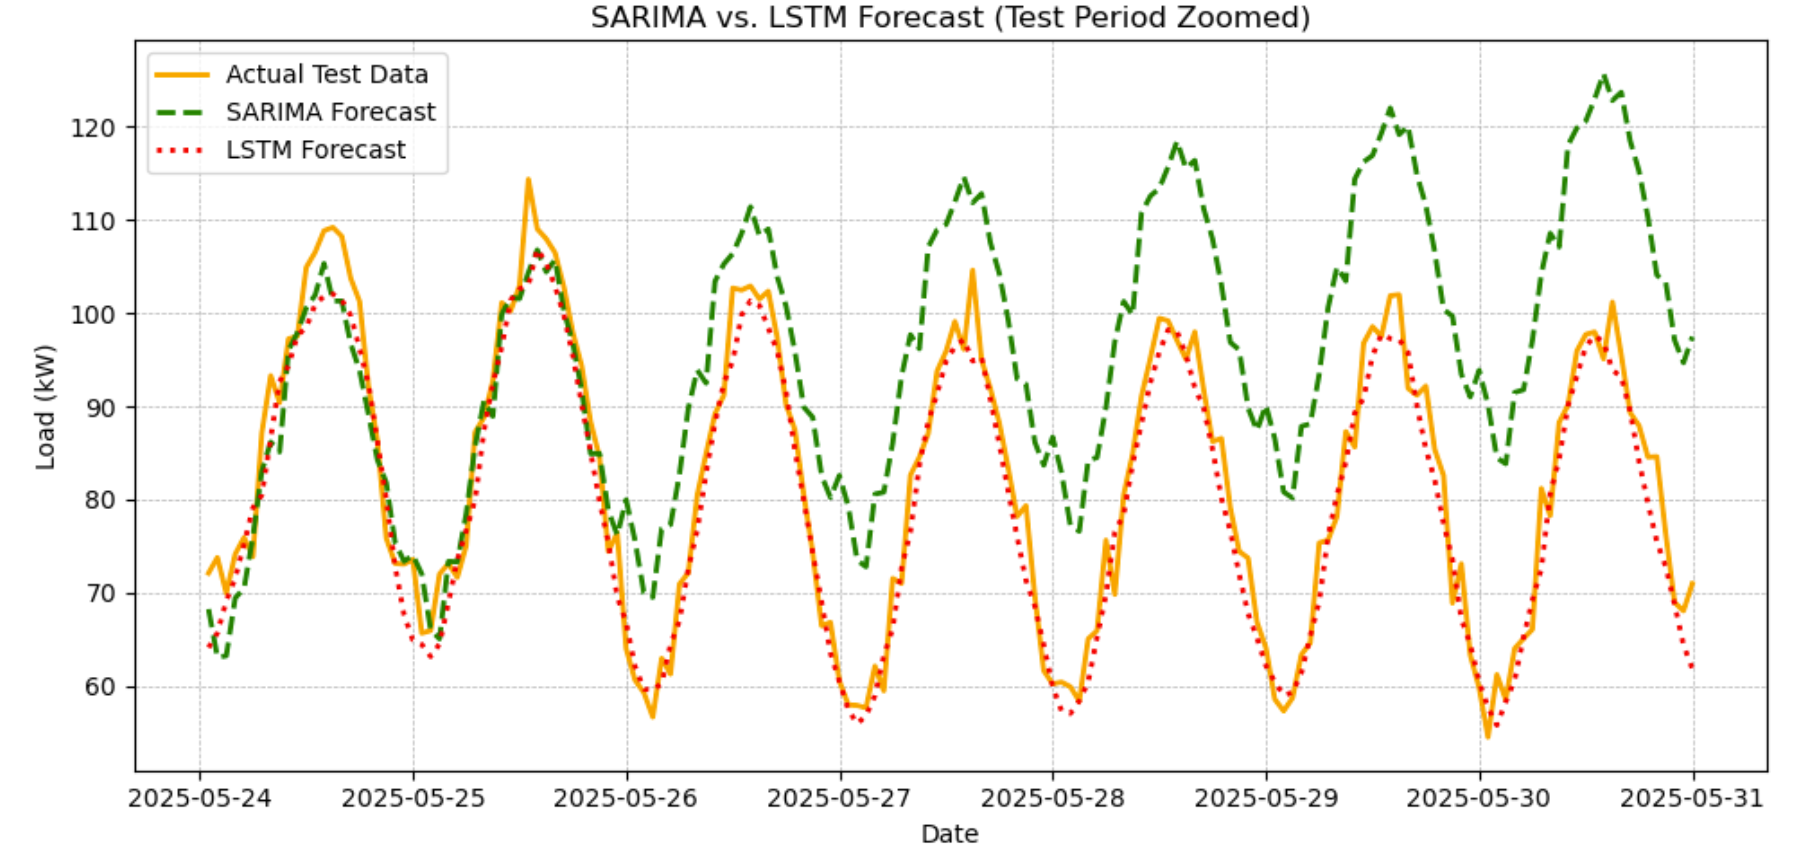 SARIMA vs. LSTM Forecast (Test Period Zoomed)
Actual Test Data
SARIMA Forecast
LSTM Forecast
Load (kW)
120
110
100
90
80
70
60
2025-05-24 2025-05-25 2025-05-26 2025-05-27 2025-05-28 2025-05-29 2025-05-30 2025-05-31
Date